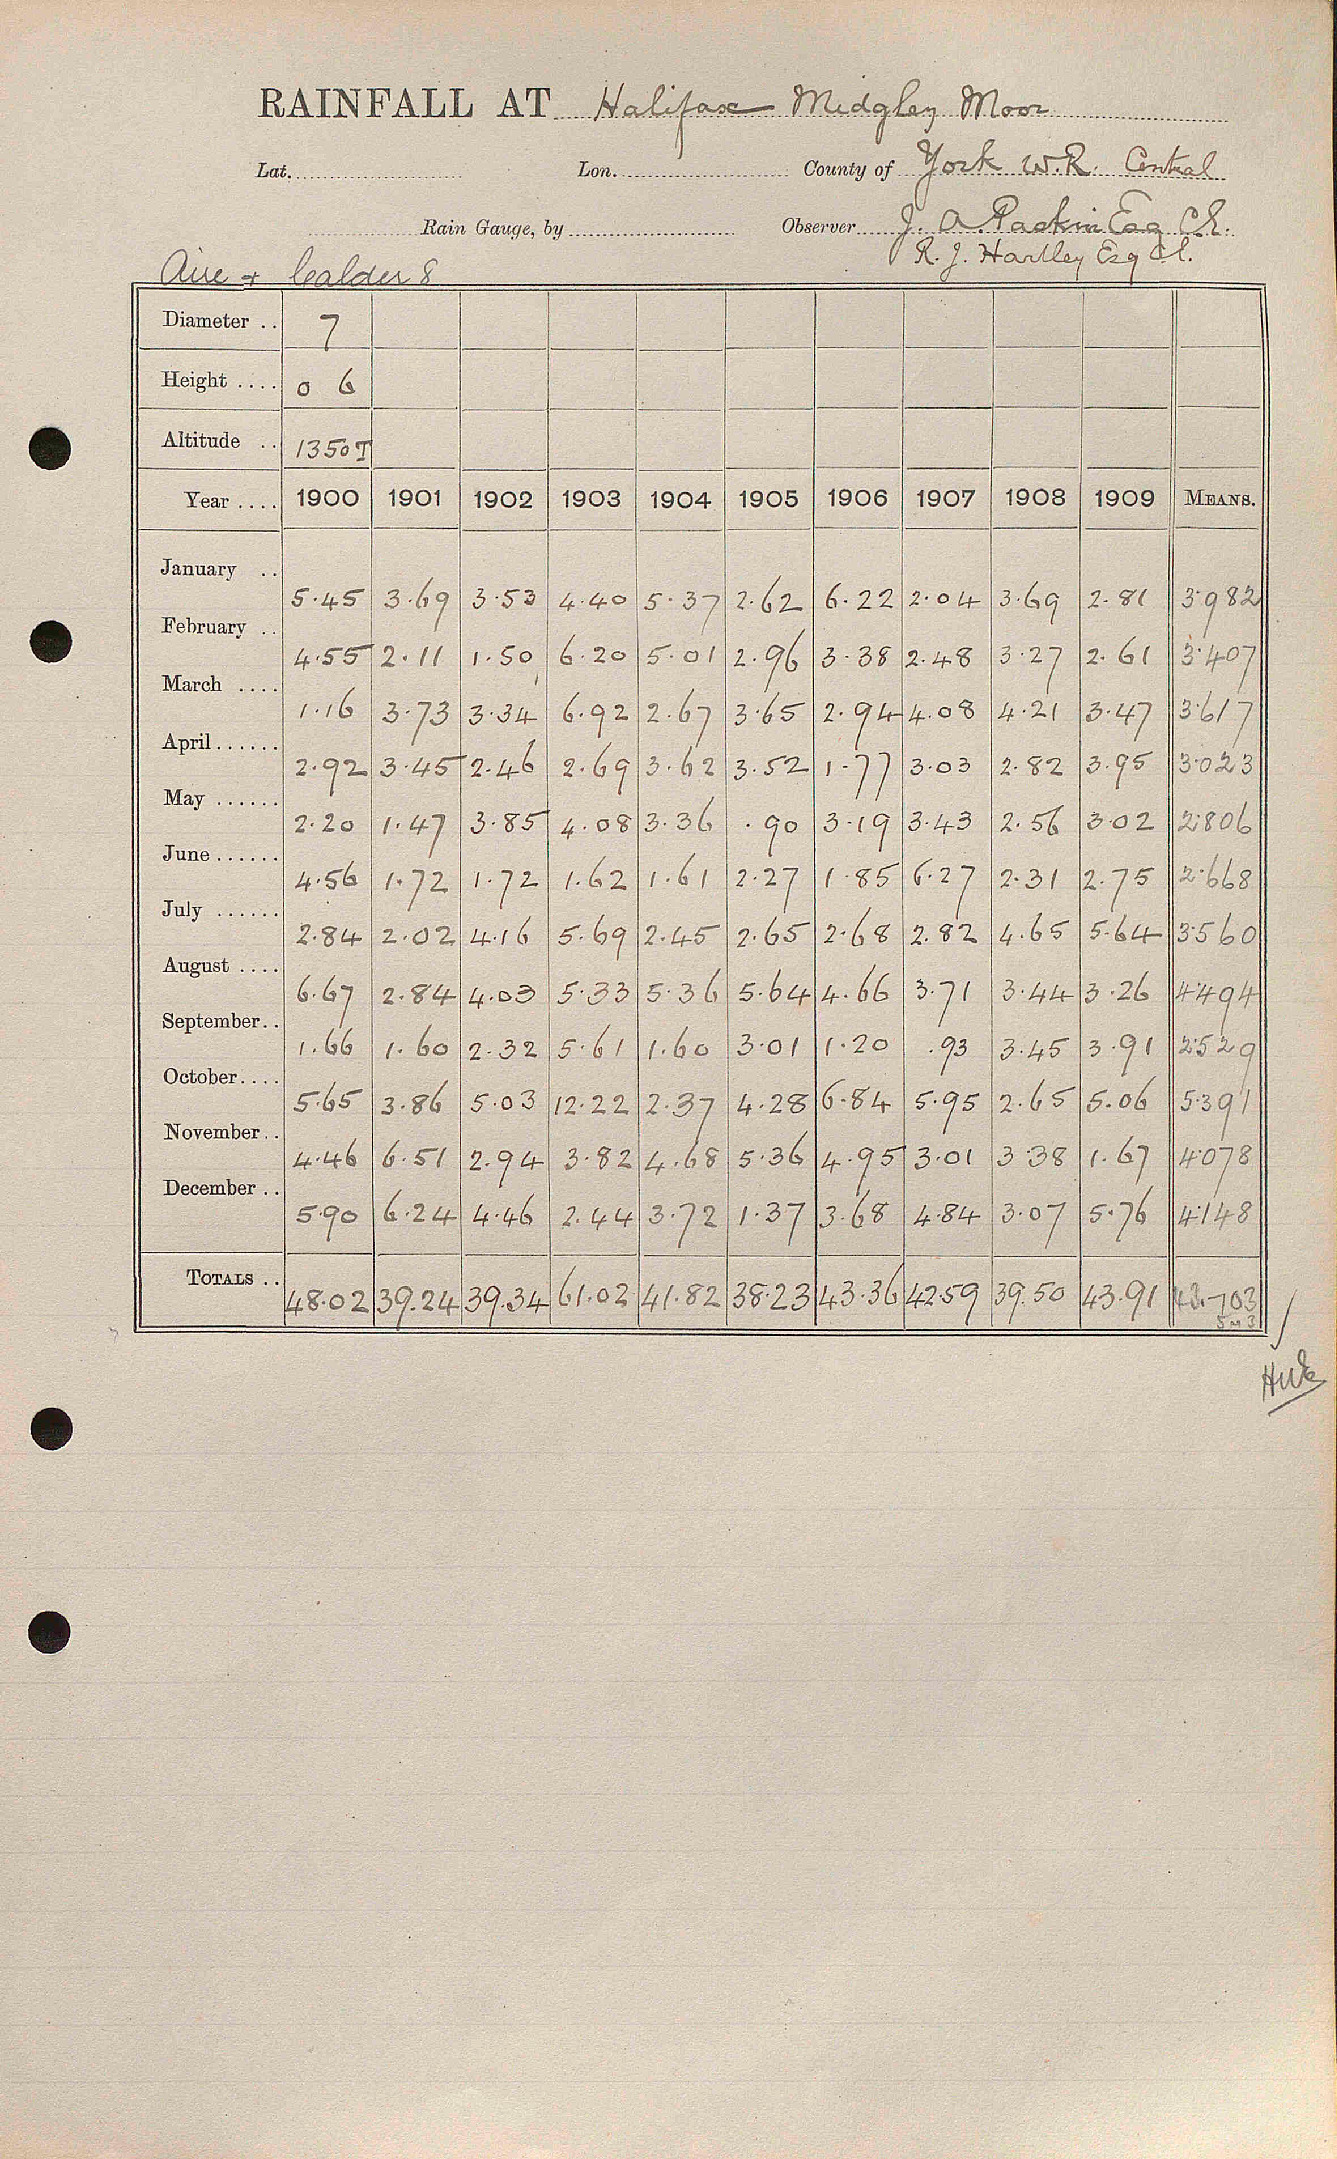 RAINFALL AT Halifax Midgley Moor
Lat. Lon. County of York W.R. Central
Rain Gauge, by Observer J. A. Paskin Esq C.E.
R. J. Hartley Esq C.E.
Aire & Calder 8
Diameter .. 7
Height .... 0 6
Altitude .. 1350T
Year .... 1900 1901 1902 1903 1904 1905 1906 1907 1908 1909 MEANS.
January .. 5.45 3.69 3.53 4.40 5.37 2.62 6.22 2.04 3.69 2.81 3.982
February .. 4.55 2.11 1.50 6.20 5.01 2.96 3.38 2.48 3.27 2.61 3.407
March .... 1.16 3.73 3.34 6.92 2.67 3.65 2.94 4.08 4.21 3.47 3.617
April ...... 2.92 3.45 2.46 2.69 3.62 3.52 1.77 3.03 2.82 3.95 3.023
May ...... 2.20 1.47 3.85 4.08 3.36 .90 3.19 3.43 2.56 3.02 2.806
June ...... 4.56 1.72 1.72 1.62 1.61 2.27 1.85 6.27 2.31 2.75 2.668
July ...... 2.84 2.02 4.16 5.69 2.45 2.65 2.68 2.82 4.65 5.64 3.560
August .... 6.67 2.84 4.03 5.33 5.36 5.64 4.66 3.71 3.44 3.26 4.494
September .. 1.66 1.60 2.32 5.61 1.60 3.01 1.20 .93 3.45 3.91 2.529
October .... 5.65 3.86 5.03 12.22 2.37 4.28 6.84 5.95 2.65 5.06 5.391
November .. 4.46 6.51 2.94 3.82 4.68 5.36 4.95 3.01 3.38 1.67 4.078
December .. 5.90 6.24 4.46 2.44 3.72 1.37 3.68 4.84 3.07 5.76 4.148
TOTALS .. 48.02 39.24 39.34 61.02 41.82 38.23 43.36 42.59 39.50 43.91 43.703